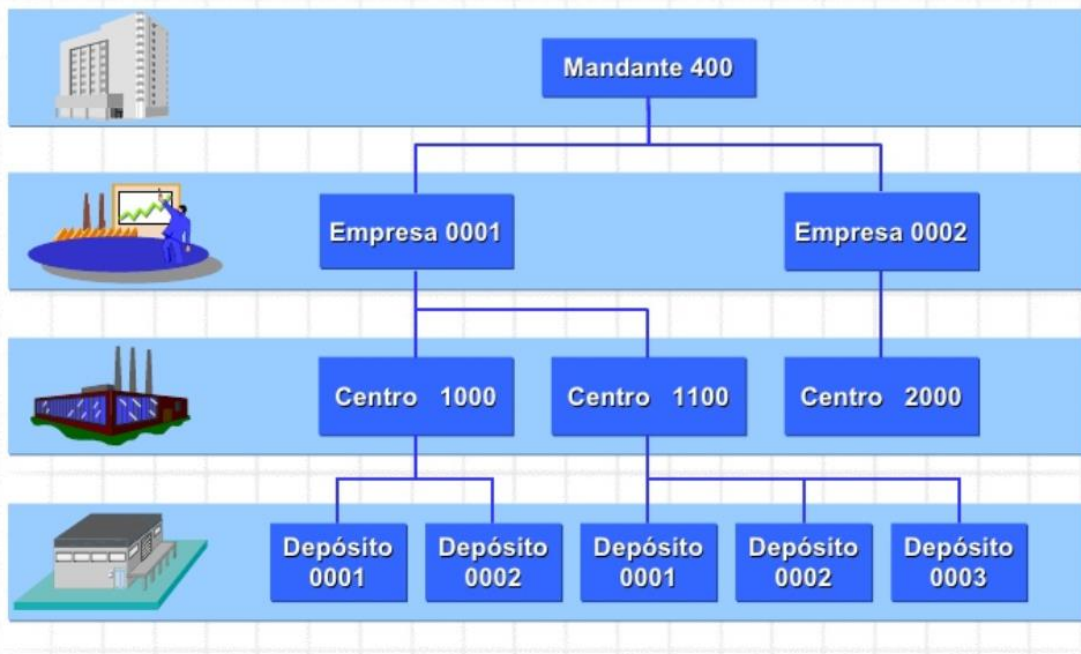 Mandante 400
Empresa 0001
Empresa 0002
Centro 1000
Centro 1100
Centro 2000
Depósito
0001
Depósito
0002
Depósito
0001
Depósito
0002
Depósito
0003